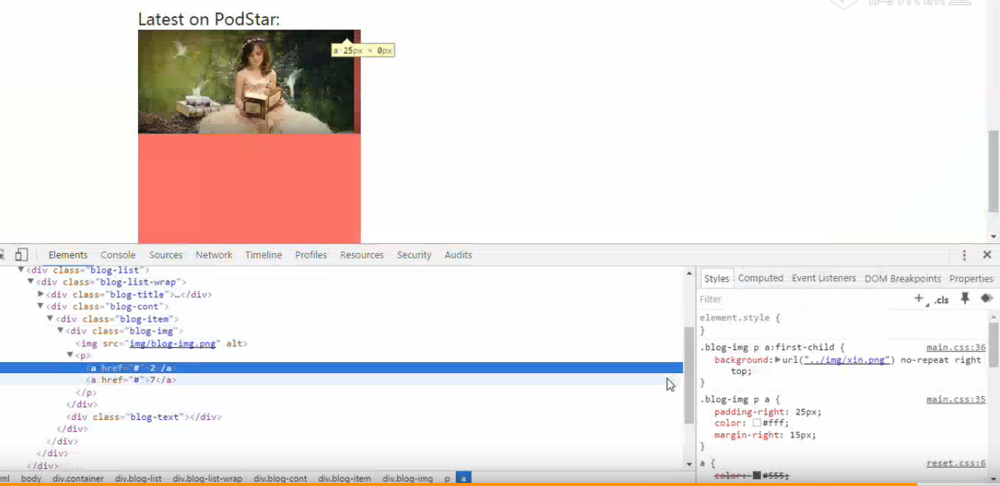 腾讯课堂
Latest on PodStar:
a 25px × 0px
Elements Console Sources Network Timeline Profiles Resources Security Audits
<div class="blog-list">
<div class="blog-list-wrap">
<div class="blog-title">…</div>
<div class="blog-cont">
<div class="blog-item">
<div class="blog-img">
<img src="img/blog-img.png" alt>
<p>
<a href="#">2</a>
<a href="#">7</a>
</p>
</div>
<div class="blog-text"></div>
</div>
</div>
</div>
</div>
ml body div.container div.blog-list div.blog-list-wrap div.blog-cont div.blog-item div.blog-img p a
Styles Computed Event Listeners DOM Breakpoints Properties
Filter + .cls
element.style {
}
.blog-img p a:first-child { main.css:36
background: url("../img/xin.png") no-repeat right
top;
}
.blog-img p a { main.css:35
padding-right: 25px;
color: #fff;
margin-right: 15px;
}
a { reset.css:6
color: #555;